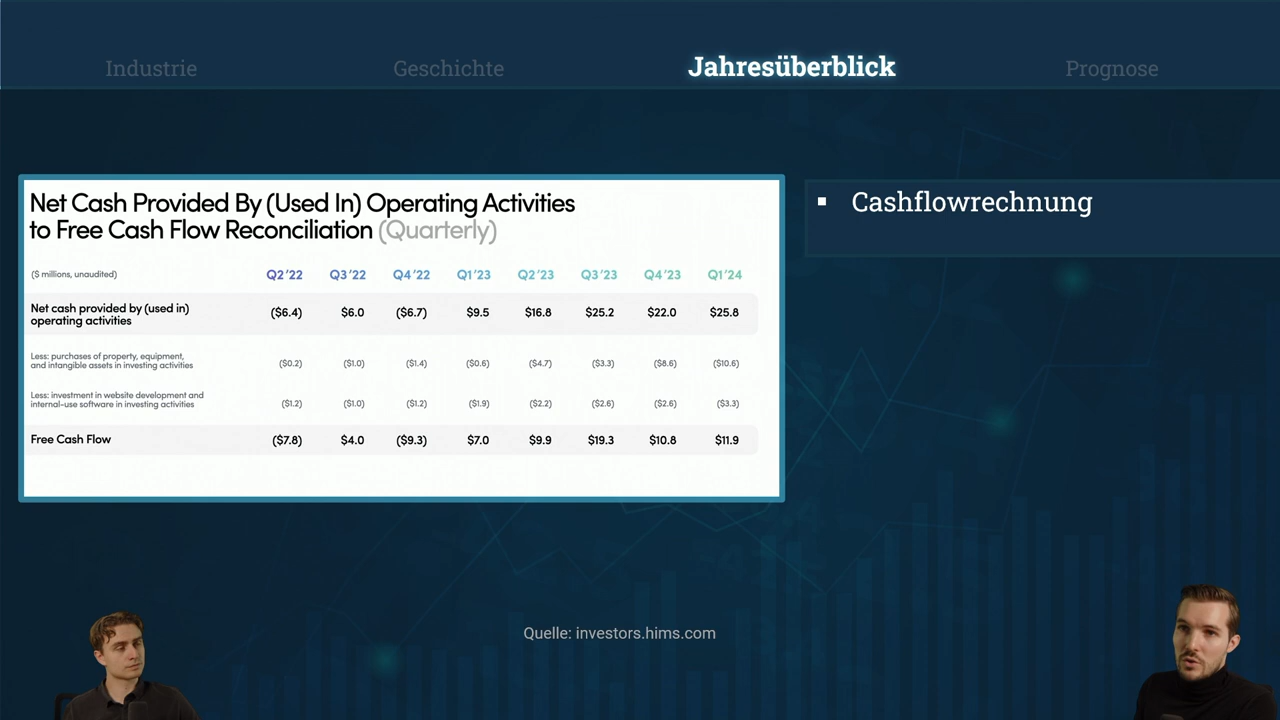 Industrie Geschichte Jahresüberblick Prognose
Net Cash Provided By (Used In) Operating Activities
to Free Cash Flow Reconciliation (Quarterly)
($ millions, unaudited) Q2 '22 Q3 '22 Q4 '22 Q1 '23 Q2 '23 Q3 '23 Q4 '23 Q1 '24
Net cash provided by (used in)
operating activities ($6.4) $6.0 ($6.7) $9.5 $16.8 $25.2 $22.0 $25.8
Less: purchases of property, equipment,
and intangible assets in investing activities ($0.2) ($1.0) ($1.4) ($0.6) ($4.7) ($3.3) ($8.6) ($10.6)
Less: investment in website development and
internal-use software in investing activities ($1.2) ($1.0) ($1.2) ($1.9) ($2.2) ($2.6) ($2.6) ($3.3)
Free Cash Flow ($7.8) $4.0 ($9.3) $7.0 $9.9 $19.3 $10.8 $11.9
▪ Cashflowrechnung
Quelle: investors.hims.com